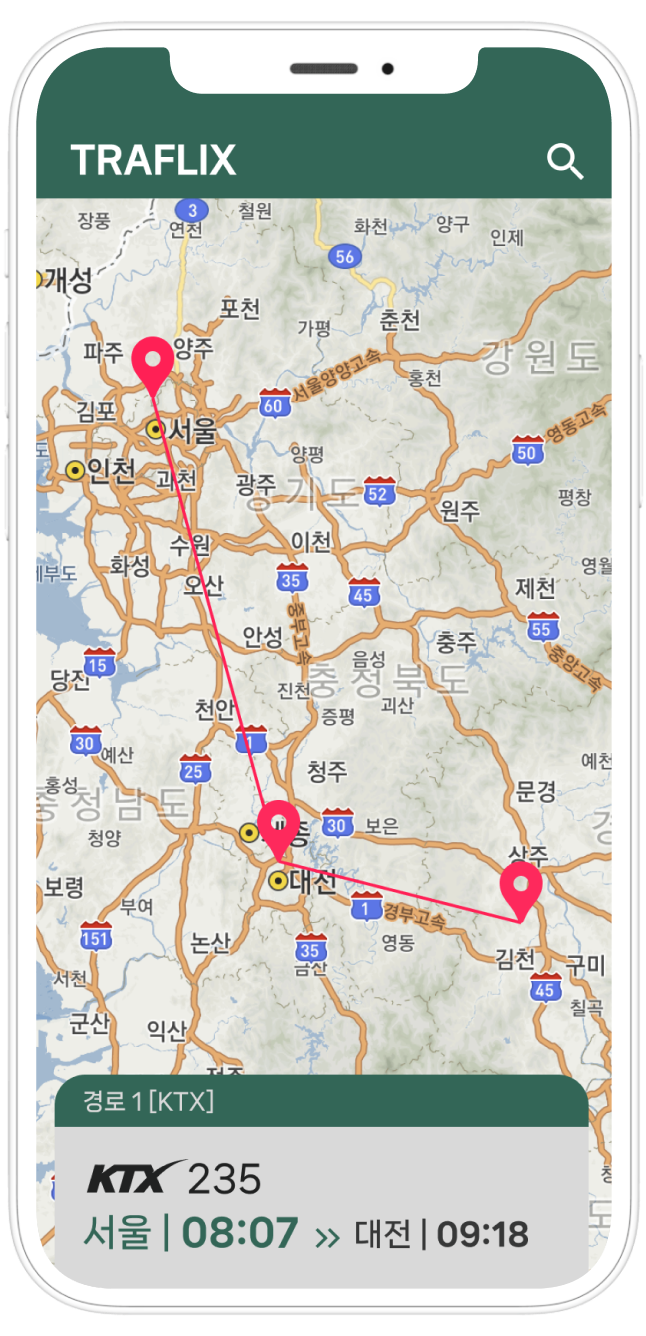 TRAFLIX
3
철원
장풍
연천
화천
양구
인제
56
개성
포천
가평
춘천
파주
양주
강원도
서울양양고속
홍천
60
김포
서울
영동고속
50
인천
양평
과천
광주
경기도
52
평창
원주
수원
이천
화성
오산
35
45
제천
영월
55
안성
중부고속
충주
중앙고속
15
음성
당진
진천
충청북도
천안
증평
괴산
1
30
예산
25
청주
예천
홍성
문경
충청남도
세종
30
보은
청양
상주
대전
보령
부여
1
경부고속
151
논산
35
금산
영동
김천
구미
서천
45
칠곡
군산
익산
경로 1 [KTX]
KTX 235
서울 | 08:07 >> 대전 | 09:18